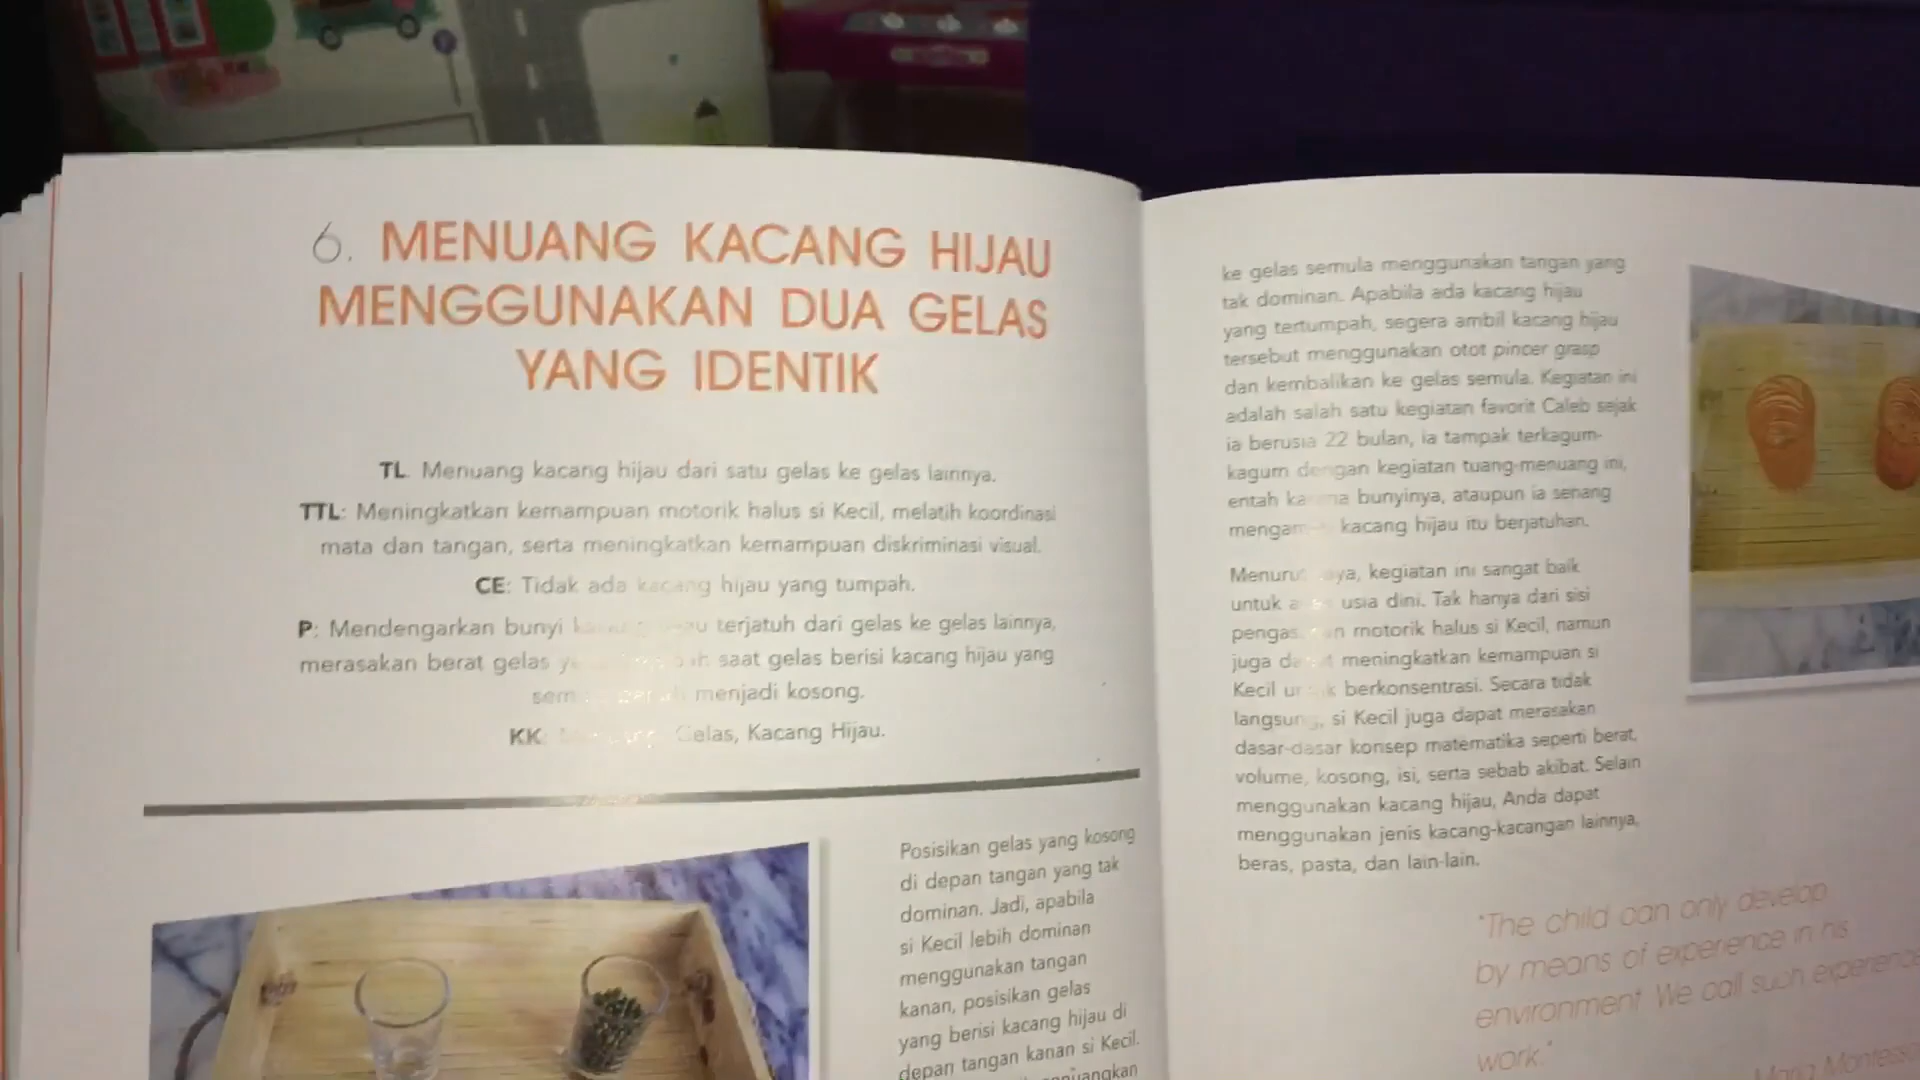 6. MENUANG KACANG HIJAU
MENGGUNAKAN DUA GELAS
YANG IDENTIK
TL. Menuang kacang hijau dari satu gelas ke gelas lainnya.
TTL: Meningkatkan kemampuan motorik halus si Kecil, melatih koordinasi
mata dan tangan, serta meningkatkan kemampuan diskriminasi visual.
CE: Tidak ada kacang hijau yang tumpah.
P: Mendengarkan bunyi terjatuh dari gelas ke gelas lainnya,
merasakan berat gelas saat gelas berisi kacang hijau yang
menjadi kosong.
KK: Gelas, Kacang Hijau.
Posisikan gelas yang kosong
di depan tangan yang tak
dominan. Jadi, apabila
si Kecil lebih dominan
menggunakan tangan
kanan, posisikan gelas
yang berisi kacang hijau di
depan tangan kanan si Kecil.
ke gelas semula menggunakan tangan yang
tak dominan. Apabila ada kacang hijau
yang tertumpah, segera ambil kacang hijau
tersebut menggunakan otot pincer grasp
dan kembalikan ke gelas semula. Kegiatan ini
adalah salah satu kegiatan favorit Caleb sejak
ia berusia 22 bulan, ia tampak terkagum-
kagum dengan kegiatan tuang-menuang ini,
entah bunyinya, ataupun ia senang
kacang hijau itu berjatuhan.
kegiatan ini sangat baik
untuk usia dini. Tak hanya dari sisi
motorik halus si Kecil, namun
juga meningkatkan kemampuan si
Kecil berkonsentrasi. Secara tidak
langsung, si Kecil juga dapat merasakan
dasar-dasar konsep matematika seperti berat,
volume, kosong, isi, serta sebab akibat. Selain
menggunakan kacang hijau, Anda dapat
menggunakan jenis kacang-kacangan lainnya,
beras, pasta, dan lain-lain.
"The child can only develop
by means of experience in his
environment. We call such experience
work."
Maria